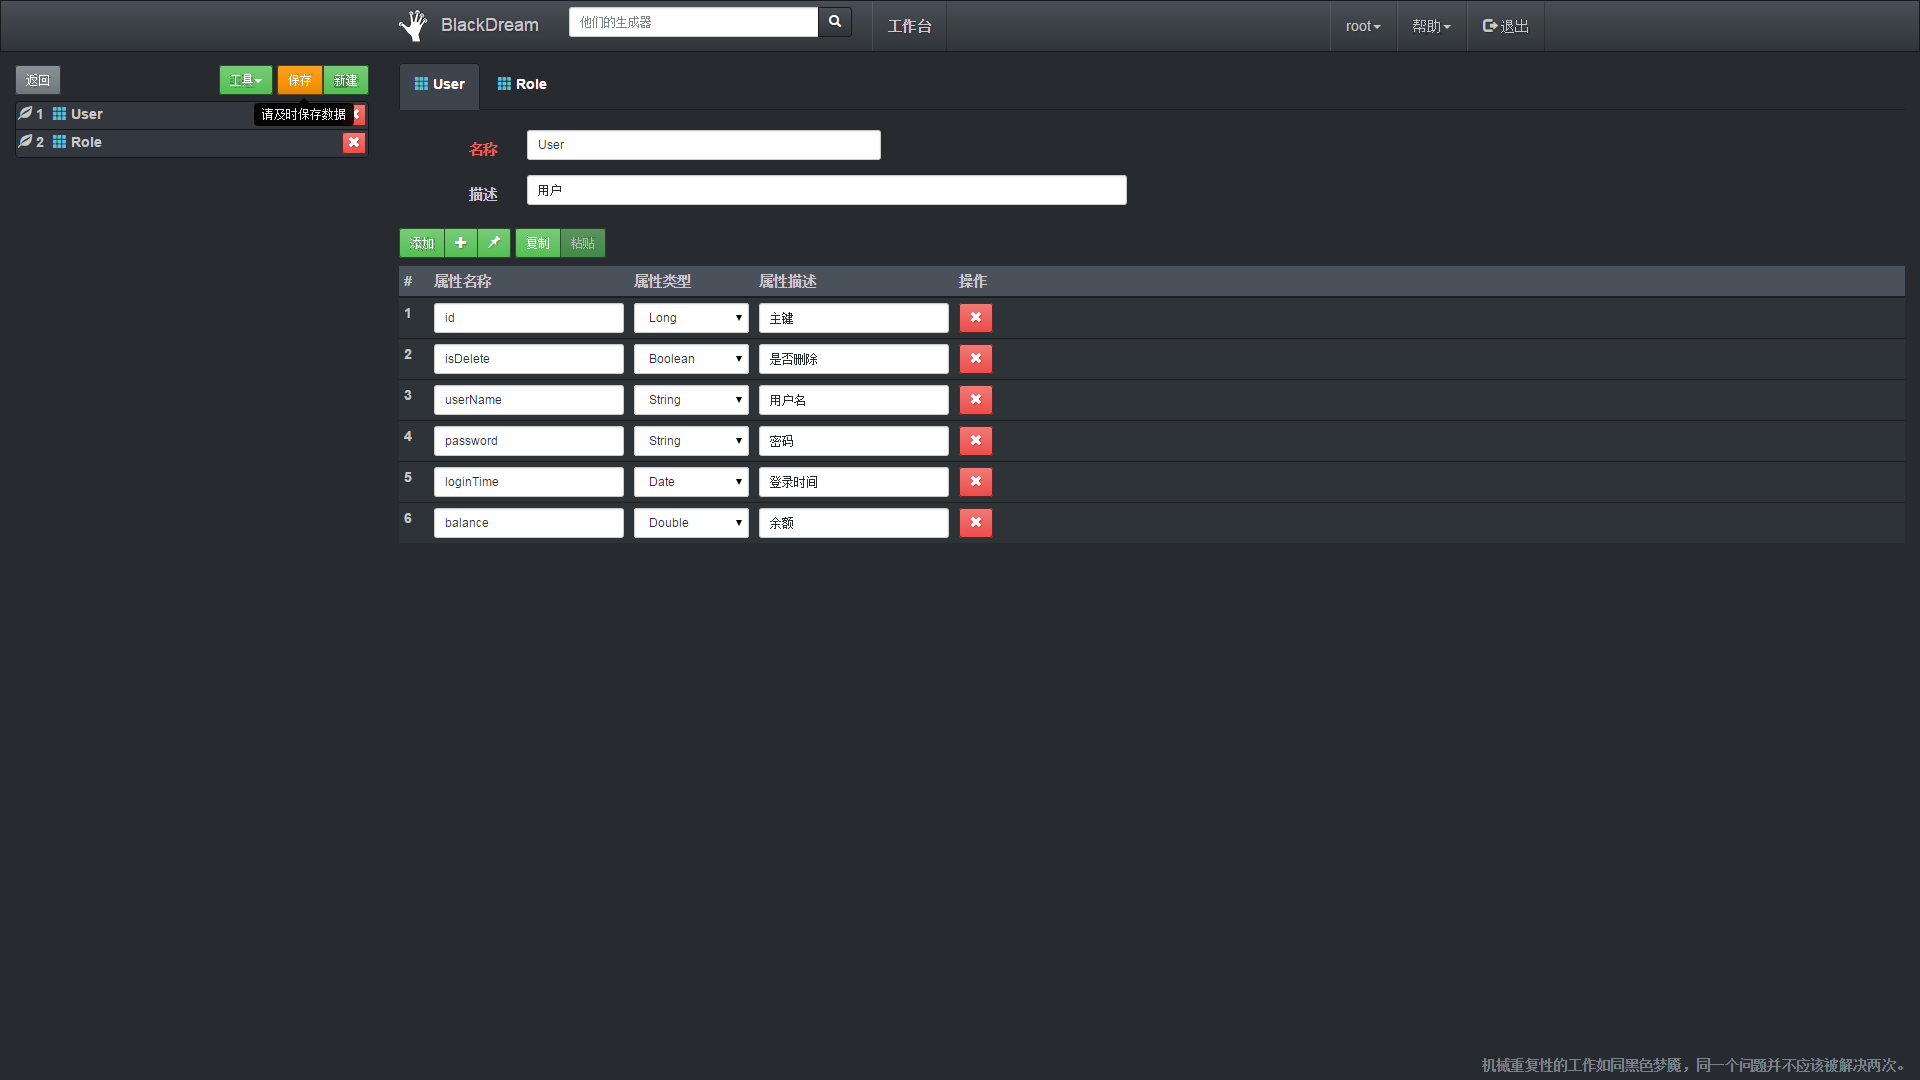 BlackDream
他们的生成器
工作台
root
帮助
退出
返回
工具
保存
新建
1 User
请及时保存数据
2 Role
User
Role
名称
User
描述
用户
添加
复制
粘贴
# 属性名称 属性类型 属性描述 操作
1 id Long 主键
2 isDelete Boolean 是否删除
3 userName String 用户名
4 password String 密码
5 loginTime Date 登录时间
6 balance Double 余额
机械重复性的工作如同黑色梦魇，同一个问题并不应该被解决两次。